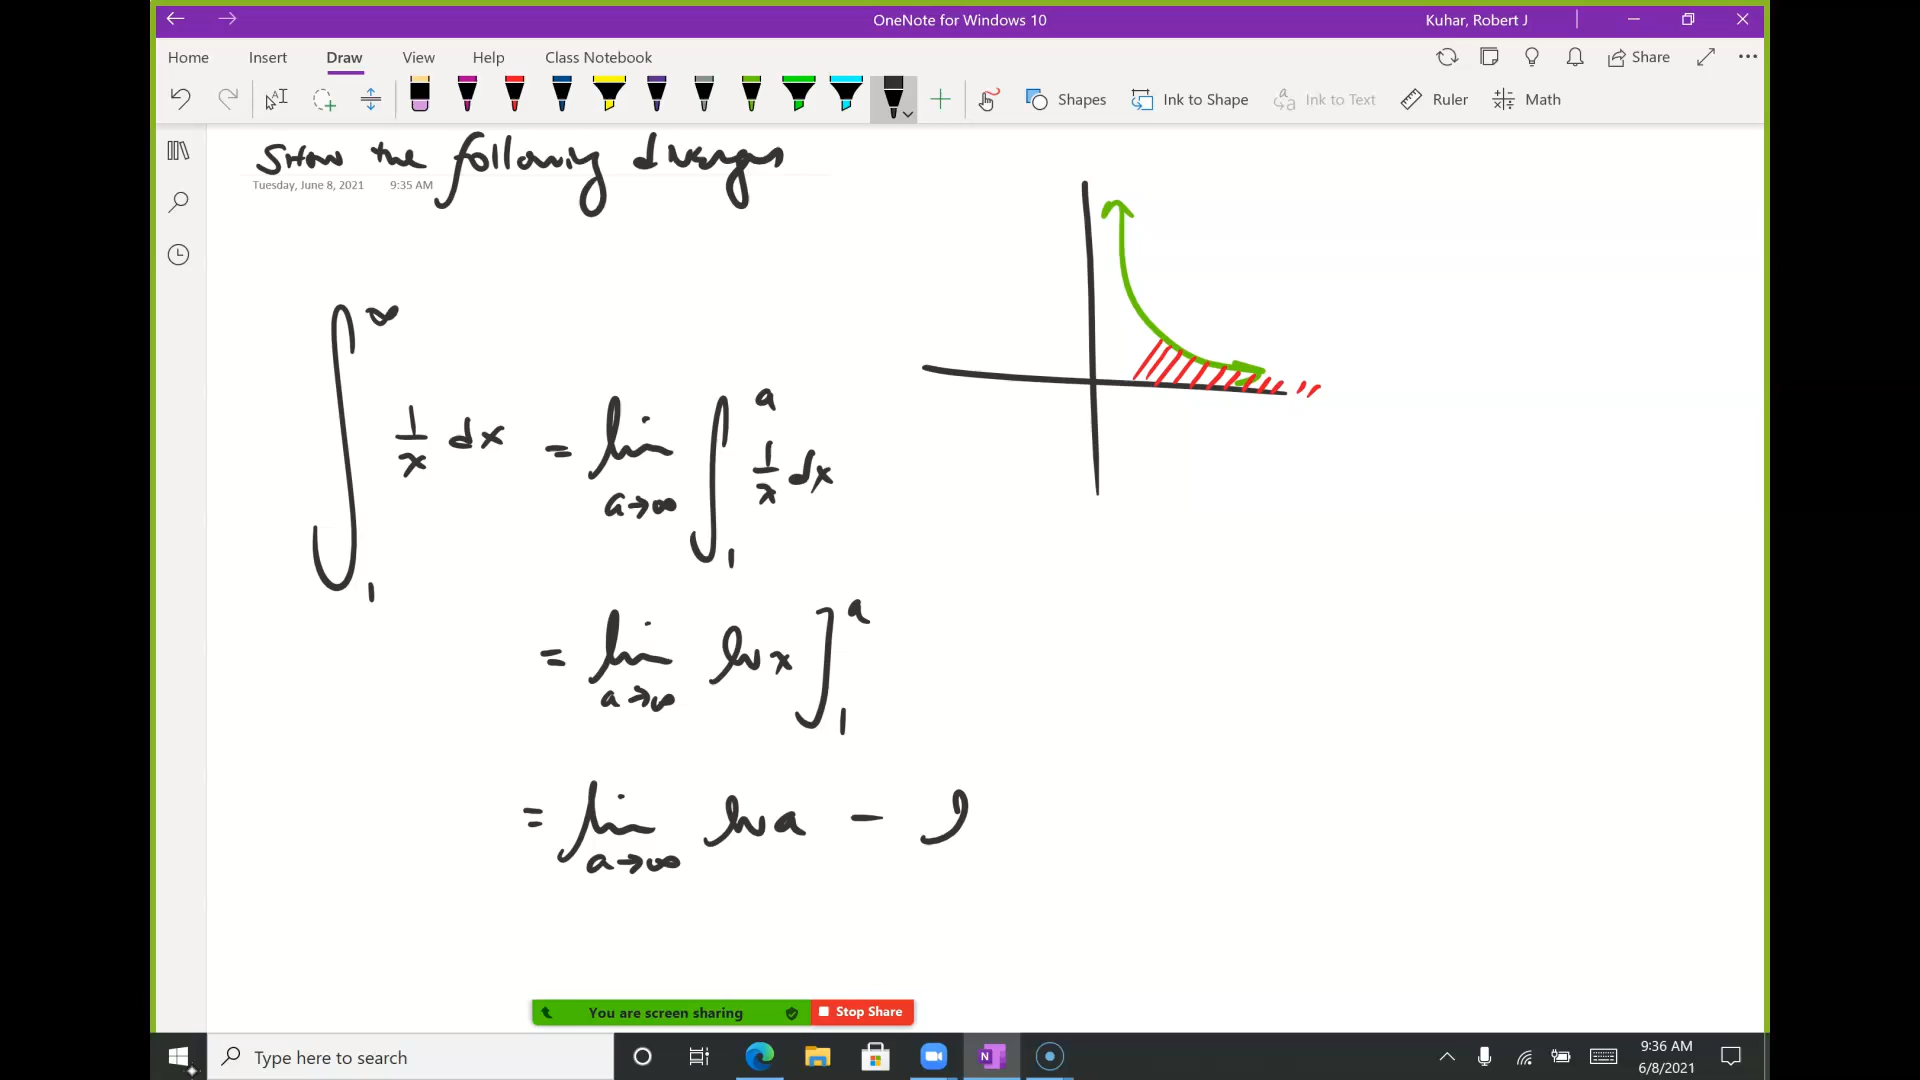 OneNote for Windows 10
Kuhar, Robert J
Home Insert Draw View Help Class Notebook
Share
Shapes Ink to Shape Ink to Text Ruler Math
Show the following diverges
Tuesday, June 8, 2021 9:35 AM
∫₁^∞ 1/x dx = lim a→∞ ∫₁^a 1/x dx
= lim a→∞ ln x ]₁^a
= lim a→∞ ln a −
You are screen sharing Stop Share
Type here to search
9:36 AM
6/8/2021